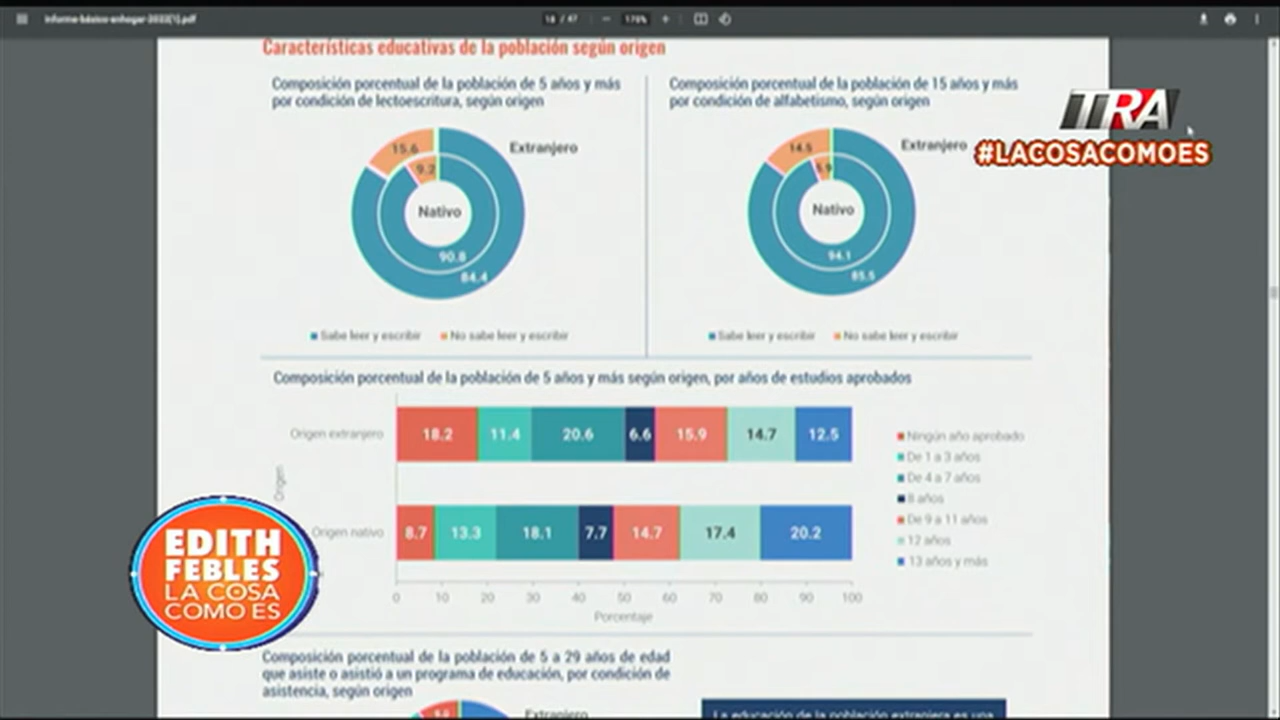 informe-básico-enhogar-2022(1).pdf
18 / 47
170%
Características educativas de la población según origen
Composición porcentual de la población de 5 años y más
por condición de lectoescritura, según origen
15.6
9.2
Extranjero
Nativo
90.8
84.4
Sabe leer y escribir
No sabe leer y escribir
Composición porcentual de la población de 15 años y más
por condición de alfabetismo, según origen
14.5
5.9
Extranjero
Nativo
94.1
85.5
Sabe leer y escribir
No sabe leer y escribir
TRA
#LACOSACOMOES
Composición porcentual de la población de 5 años y más según origen, por años de estudios aprobados
Origen
Origen extranjero
18.2 11.4 20.6 6.6 15.9 14.7 12.5
Origen nativo
8.7 13.3 18.1 7.7 14.7 17.4 20.2
0 10 20 30 40 50 60 70 80 90 100
Porcentaje
Ningún año aprobado
De 1 a 3 años
De 4 a 7 años
8 años
De 9 a 11 años
12 años
13 años y más
EDITH
FEBLES
LA COSA
COMO ES
Composición porcentual de la población de 5 a 29 años de edad
que asiste o asistió a un programa de educación, por condición de
asistencia, según origen
Extranjero
La educación de la población extranjera es una